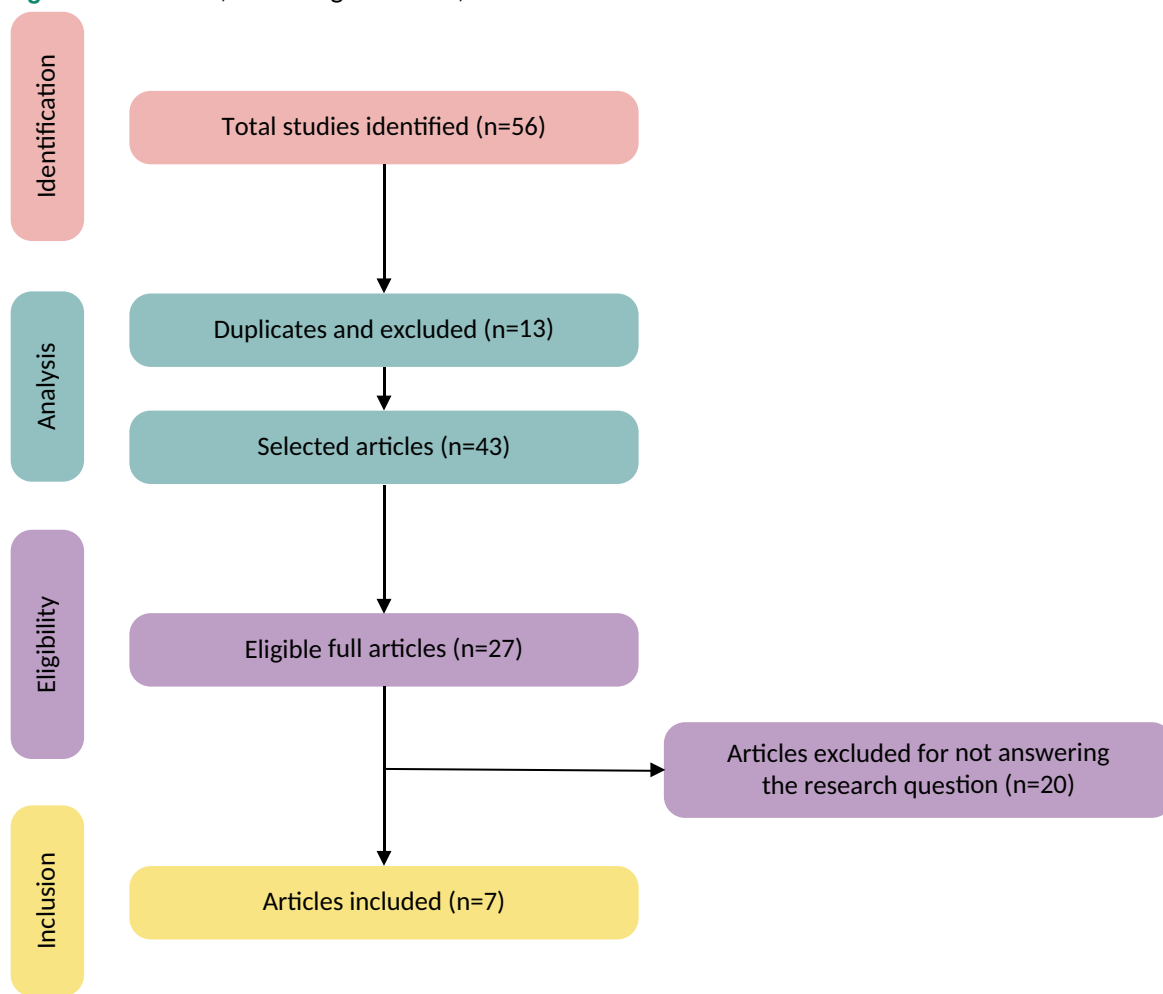 Identification
Total studies identified (n=56)
Analysis
Duplicates and excluded (n=13)
Selected articles (n=43)
Eligibility
Eligible full articles (n=27)
Articles excluded for not answering
the research question (n=20)
Inclusion
Articles included (n=7)